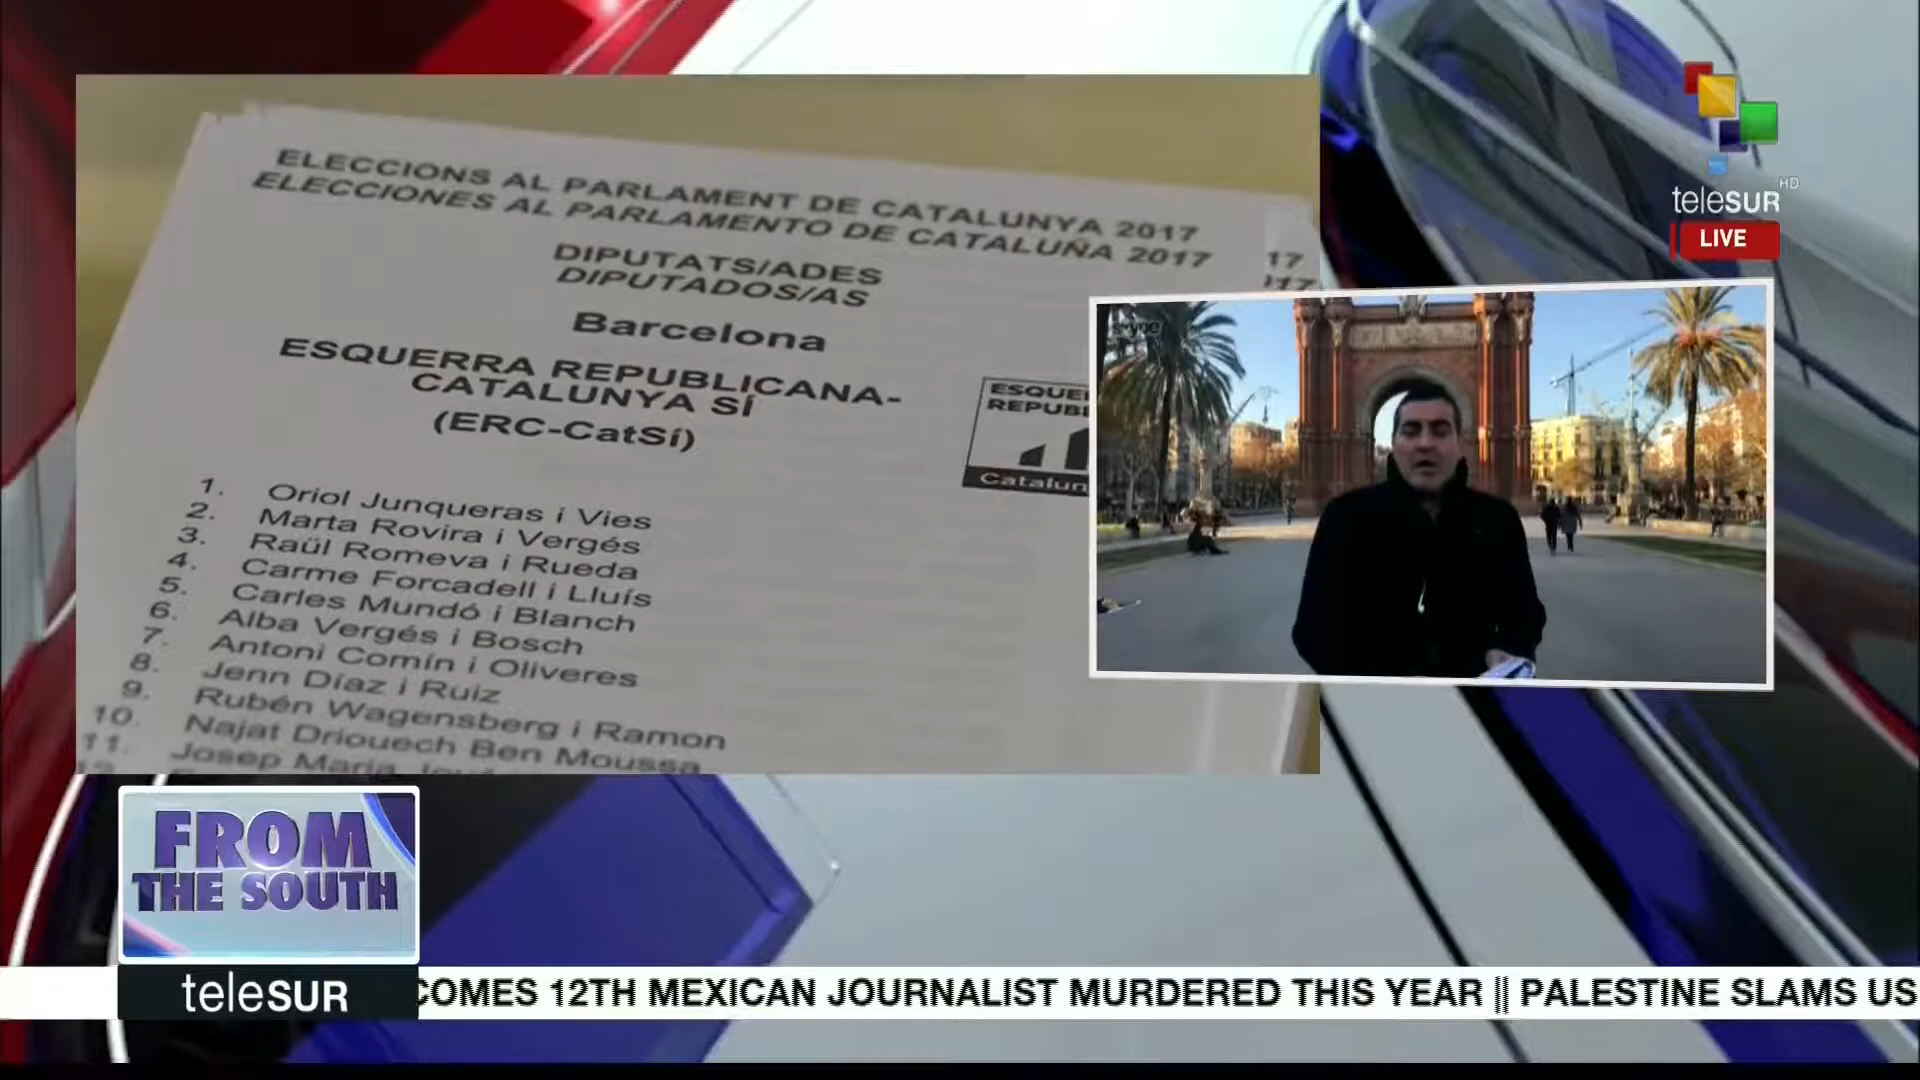 ELECCIONS AL PARLAMENT DE CATALUNYA 2017
ELECCIONES AL PARLAMENTO DE CATALUÑA 2017
17
DIPUTATS/ADES
DIPUTADOS/AS
Barcelona
ESQUERRA REPUBLICANA-
CATALUNYA SÍ
(ERC-CatSí)
1. Oriol Junqueras i Vies
2. Marta Rovira i Vergés
3. Raül Romeva i Rueda
4. Carme Forcadell i Lluís
5. Carles Mundó i Blanch
6. Alba Vergés i Bosch
7. Antoni Comín i Oliveres
8. Jenn Díaz i Ruiz
9. Rubén Wagensberg i Ramon
10. Najat Driouech Ben Moussa
11. Josep Maria
teleSUR HD
LIVE
skype
FROM
THE SOUTH
teleSUR
COMES 12TH MEXICAN JOURNALIST MURDERED THIS YEAR || PALESTINE SLAMS US